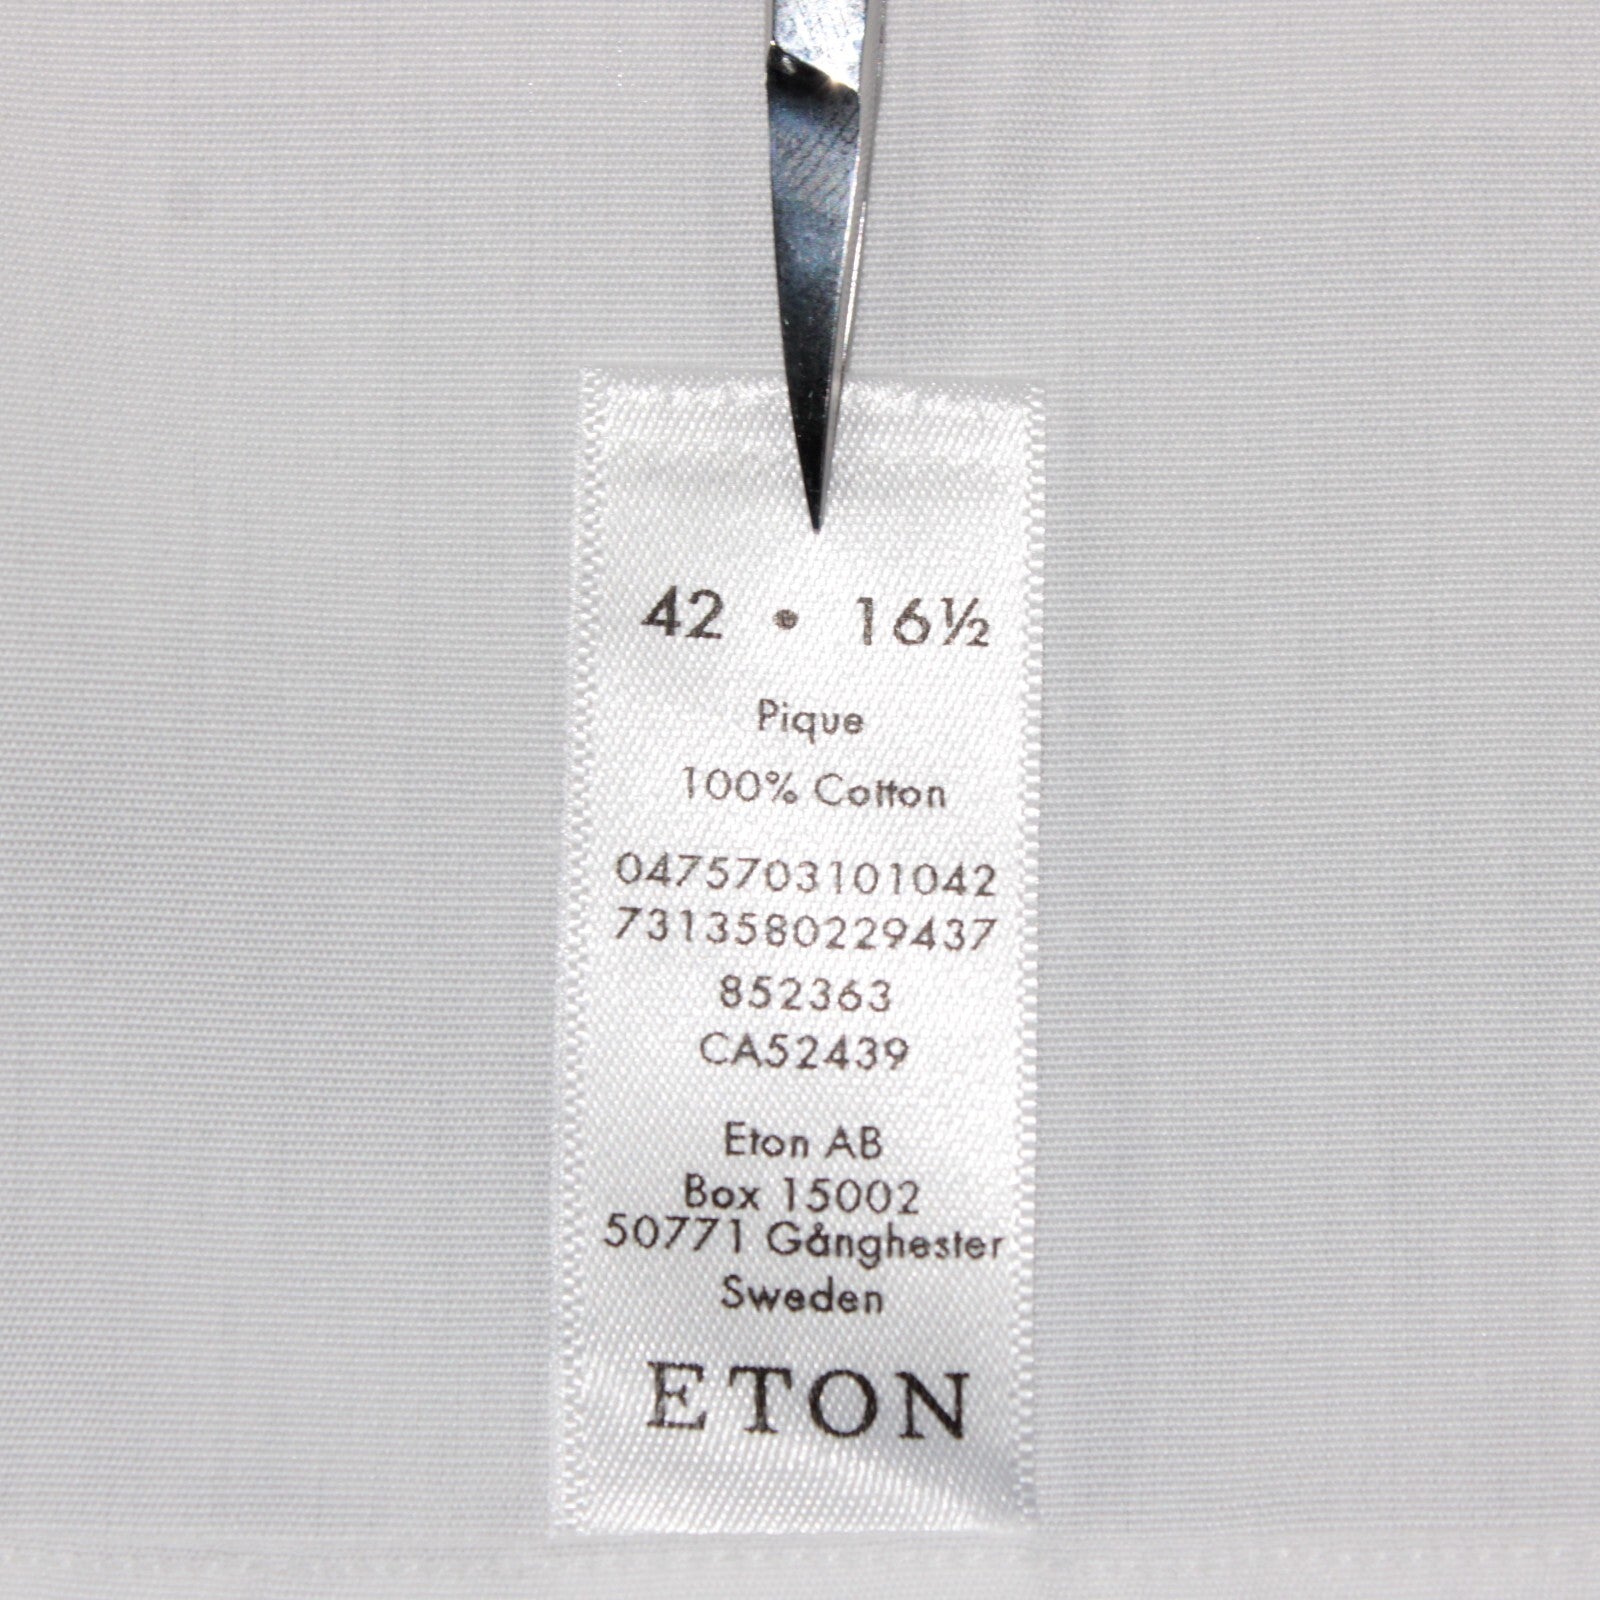 42 • 16½
Pique
100% Cotton
0475703101042
7313580229437
852363
CA52439
Eton AB
Box 15002
50771 Gånghester
Sweden
ETON